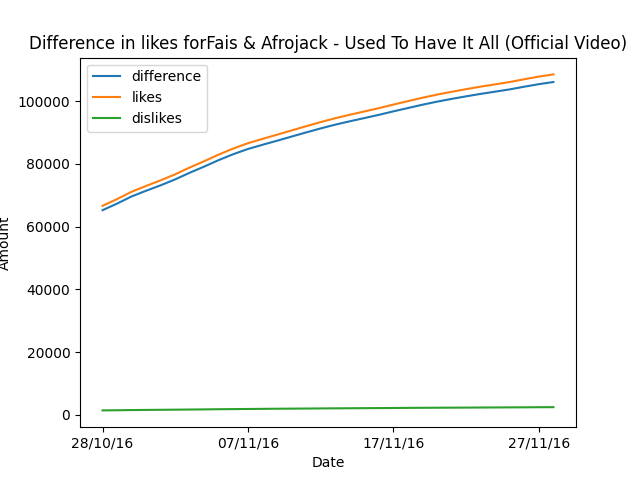 Difference in likes forFais & Afrojack - Used To Have It All (Official Video)
difference
likes
dislikes
100000
80000
60000
40000
20000
0
Amount
28/10/16
07/11/16
17/11/16
27/11/16
Date